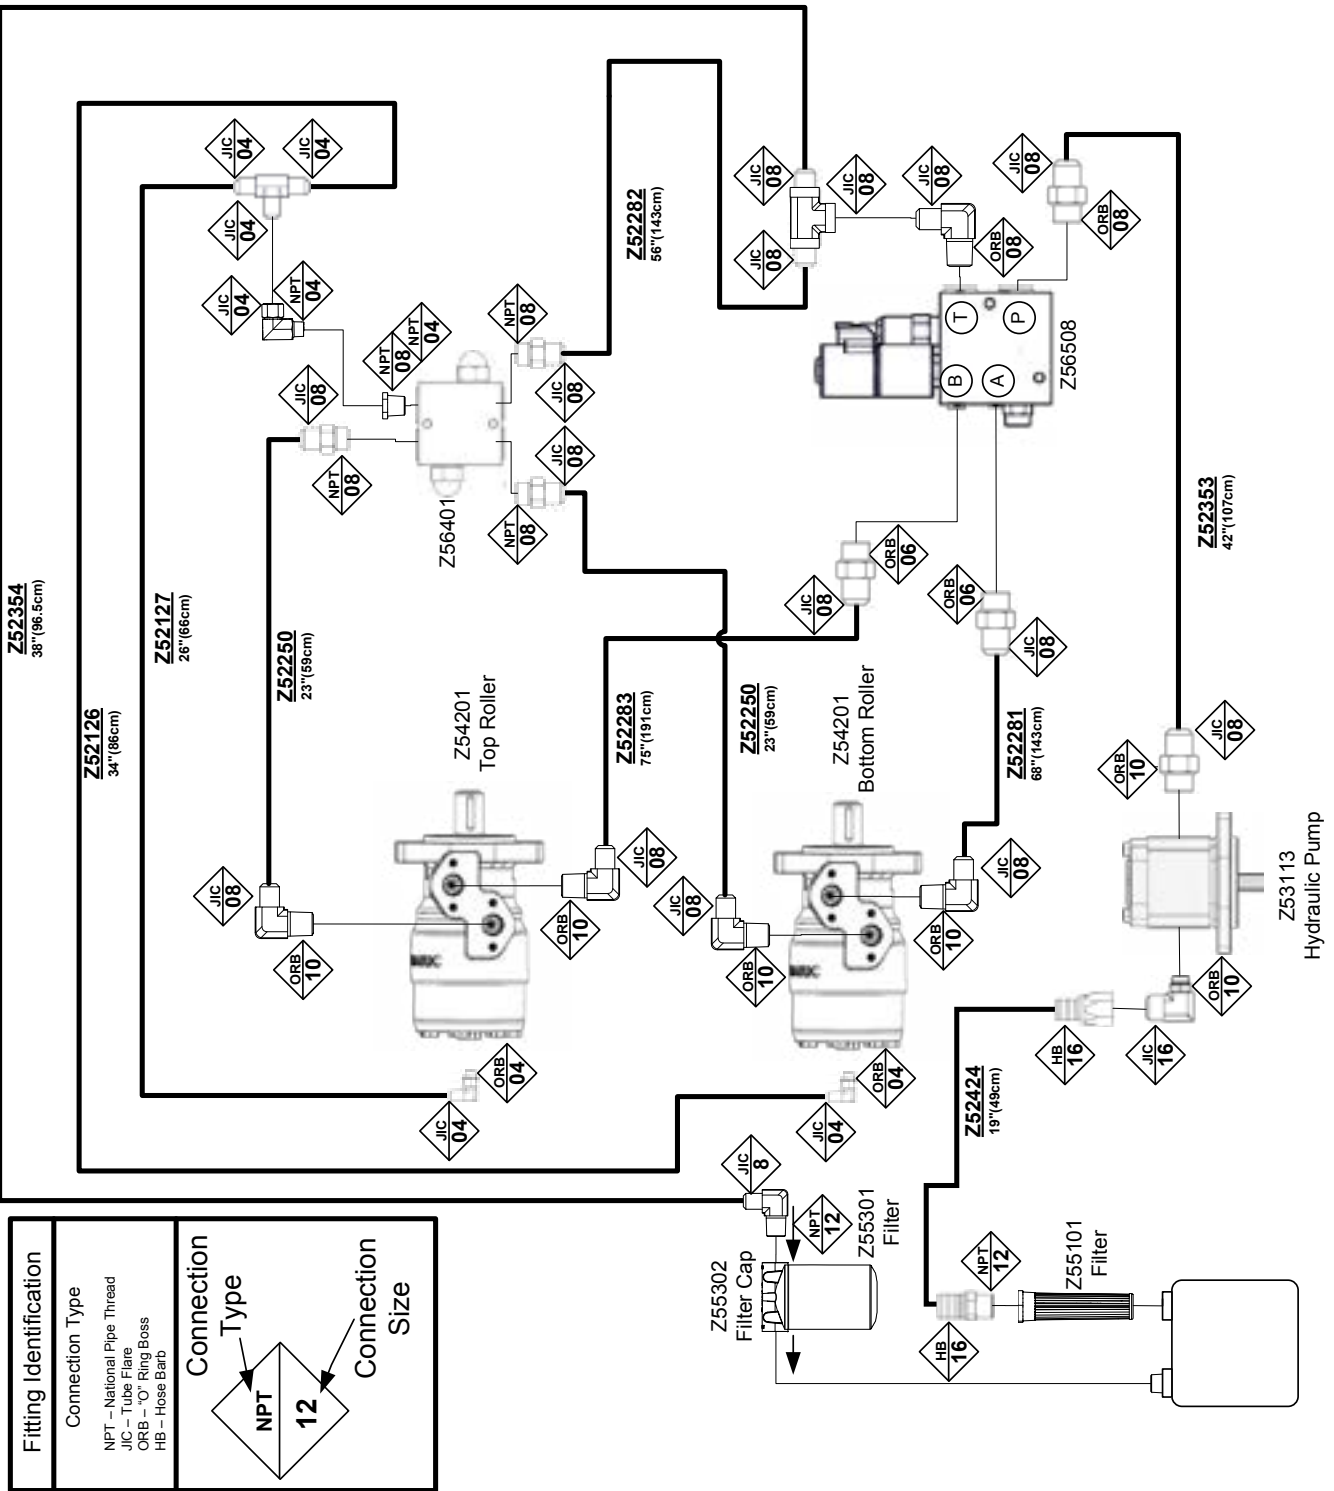 Fitting Identification
Connection Type
NPT – National Pipe Thread
JIC – Tube Flare
ORB – "O" Ring Boss
HB – Hose Barb
Connection
Type
NPT
12
Connection
Size
Z52354
38"(96.5cm)
Z52126
34"(86cm)
Z52127
26"(66cm)
Z52250
23"(59cm)
JIC
04
JIC
04
JIC
04
JIC
04
NPT
04
JIC
08
NPT
08
NPT
08
NPT
04
NPT
08
JIC
08
JIC
08
NPT
08
Z56401
Z52282
56"(143cm)
JIC
08
JIC
08
JIC
08
JIC
08
ORB
08
JIC
08
ORB
08
T
P
B
A
Z56508
ORB
06
JIC
08
ORB
06
JIC
08
Z52353
42"(107cm)
Z54201
Top Roller
Z52283
75"(191cm)
Z52250
23"(59cm)
Z54201
Bottom Roller
Z52281
68"(143cm)
JIC
08
ORB
10
JIC
08
ORB
10
JIC
08
ORB
10
JIC
08
ORB
10
ORB
10
JIC
08
Z53113
Hydraulic Pump
ORB
10
JIC
16
HB
16
Z52424
19"(49cm)
JIC
04
ORB
04
JIC
04
ORB
04
JIC
8
NPT
12
Z55302
Filter Cap
Z55301
Filter
HB
16
NPT
12
Z55101
Filter